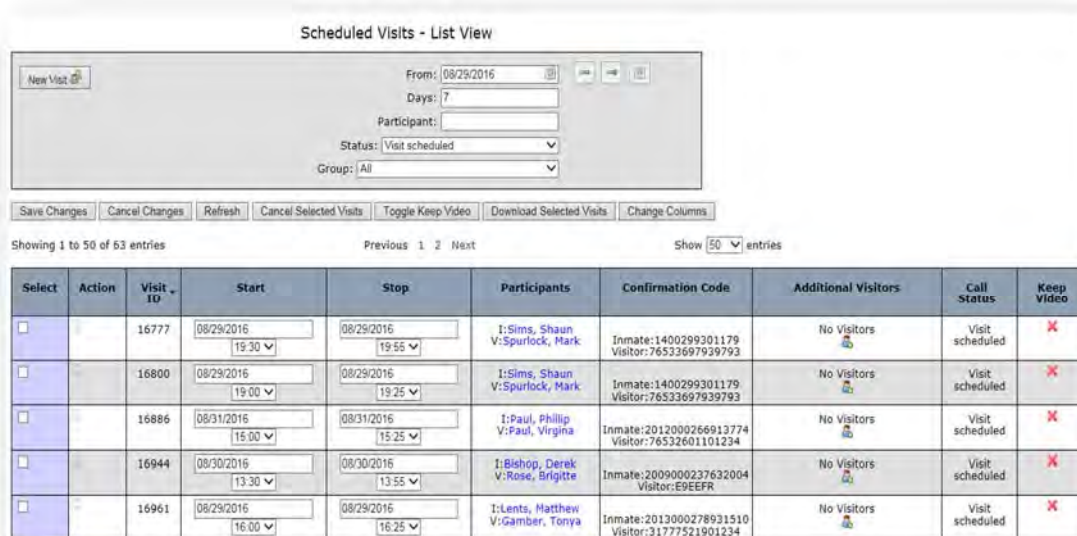 Scheduled Visits - List View
New Visit
From: 08/29/2016
Days: 7
Participant:
Status: Visit scheduled
Group: All
Save Changes Cancel Changes Refresh Cancel Selected Visits Toggle Keep Video Download Selected Visits Change Columns
Showing 1 to 50 of 63 entries Previous 1 2 Next Show 50 entries
Select Action Visit ID Start Stop Participants Confirmation Code Additional Visitors Call Status Keep Video
16777 08/29/2016 19:30 08/29/2016 19:55 I:Sims, Shaun V:Spurlock, Mark Inmate:1400299301179 Visitor:76533697939793 No Visitors Visit scheduled
16800 08/29/2016 19:00 08/29/2016 19:25 I:Sims, Shaun V:Spurlock, Mark Inmate:1400299301179 Visitor:76533697939793 No Visitors Visit scheduled
16886 08/31/2016 15:00 08/31/2016 15:25 I:Paul, Phillip V:Paul, Virgina Inmate:2012000266913774 Visitor:76532601101234 No Visitors Visit scheduled
16944 08/30/2016 13:30 08/30/2016 13:55 I:Bishop, Derek V:Rose, Brigitte Inmate:2009000237632004 Visitor:E9EEFR No Visitors Visit scheduled
16961 08/29/2016 16:00 08/29/2016 16:25 I:Lents, Matthew V:Gamber, Tonya Inmate:2013000278931510 Visitor:31777521901234 No Visitors Visit scheduled